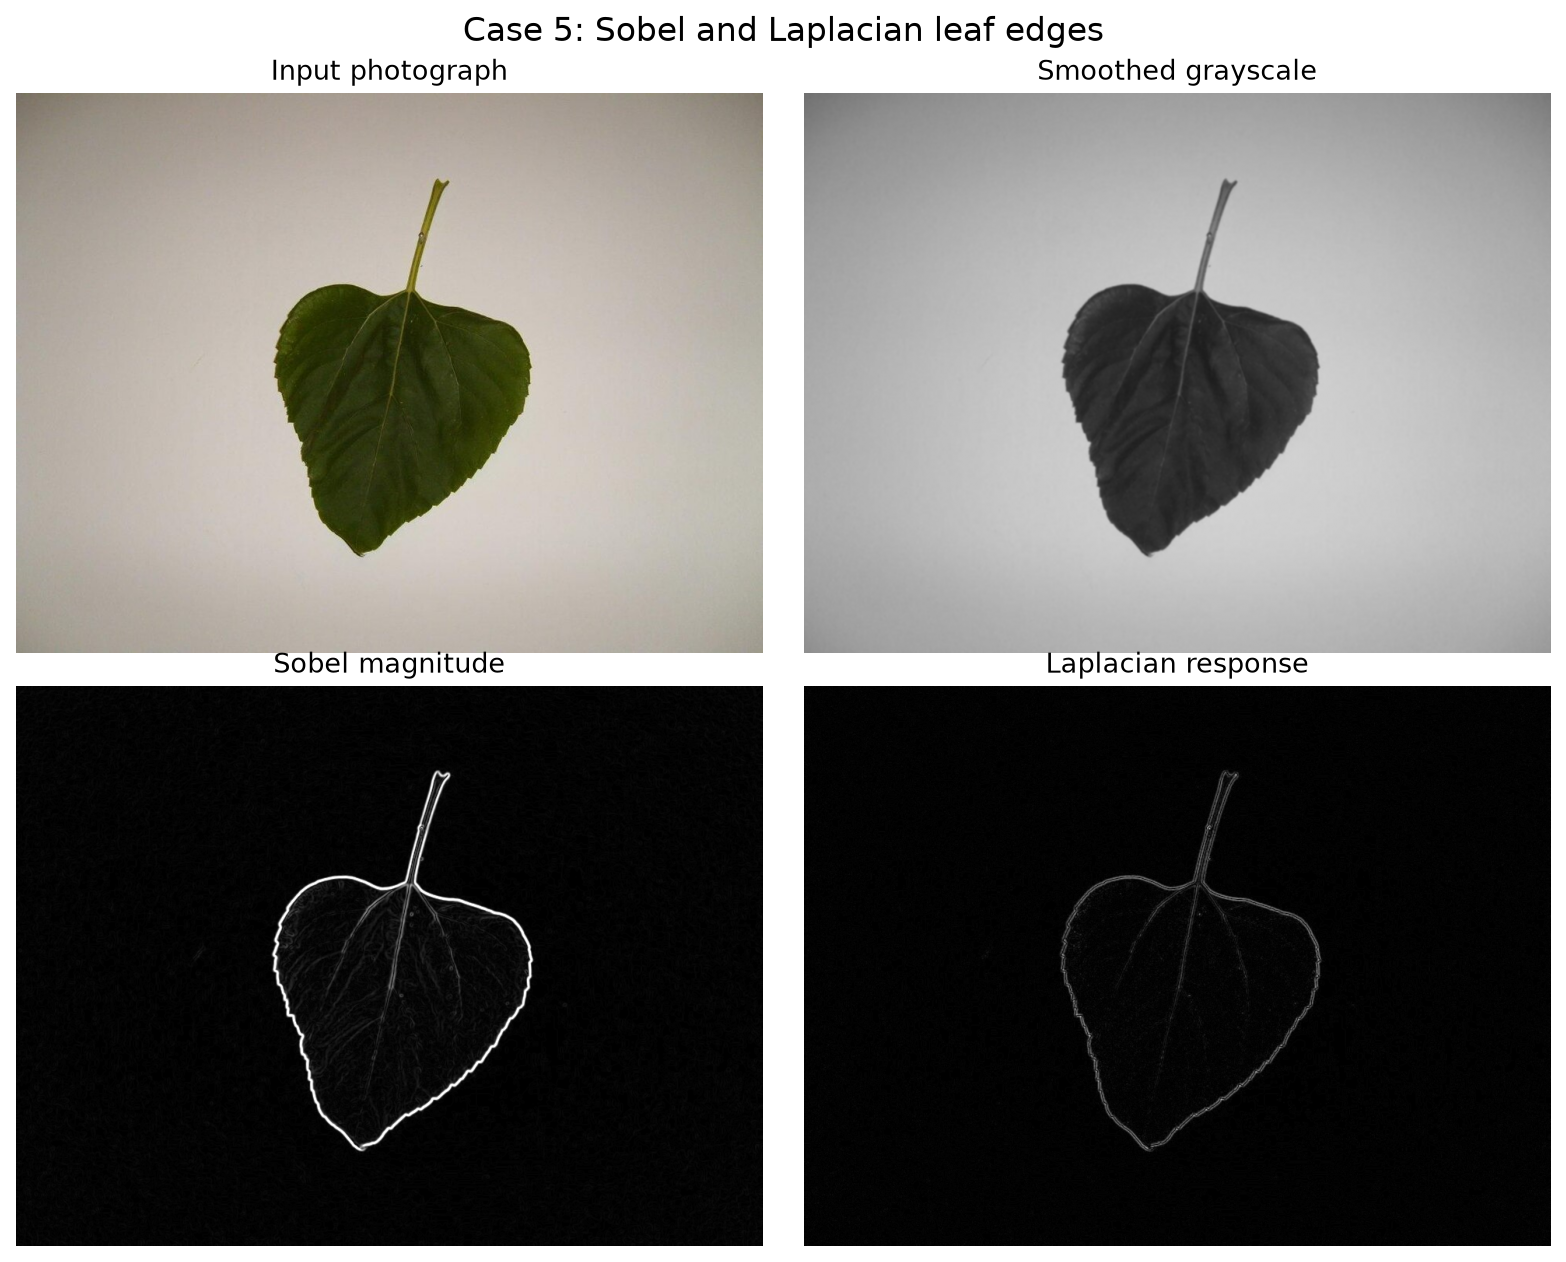 Case 5: Sobel and Laplacian leaf edges
Input photograph
Smoothed grayscale
Sobel magnitude
Laplacian response